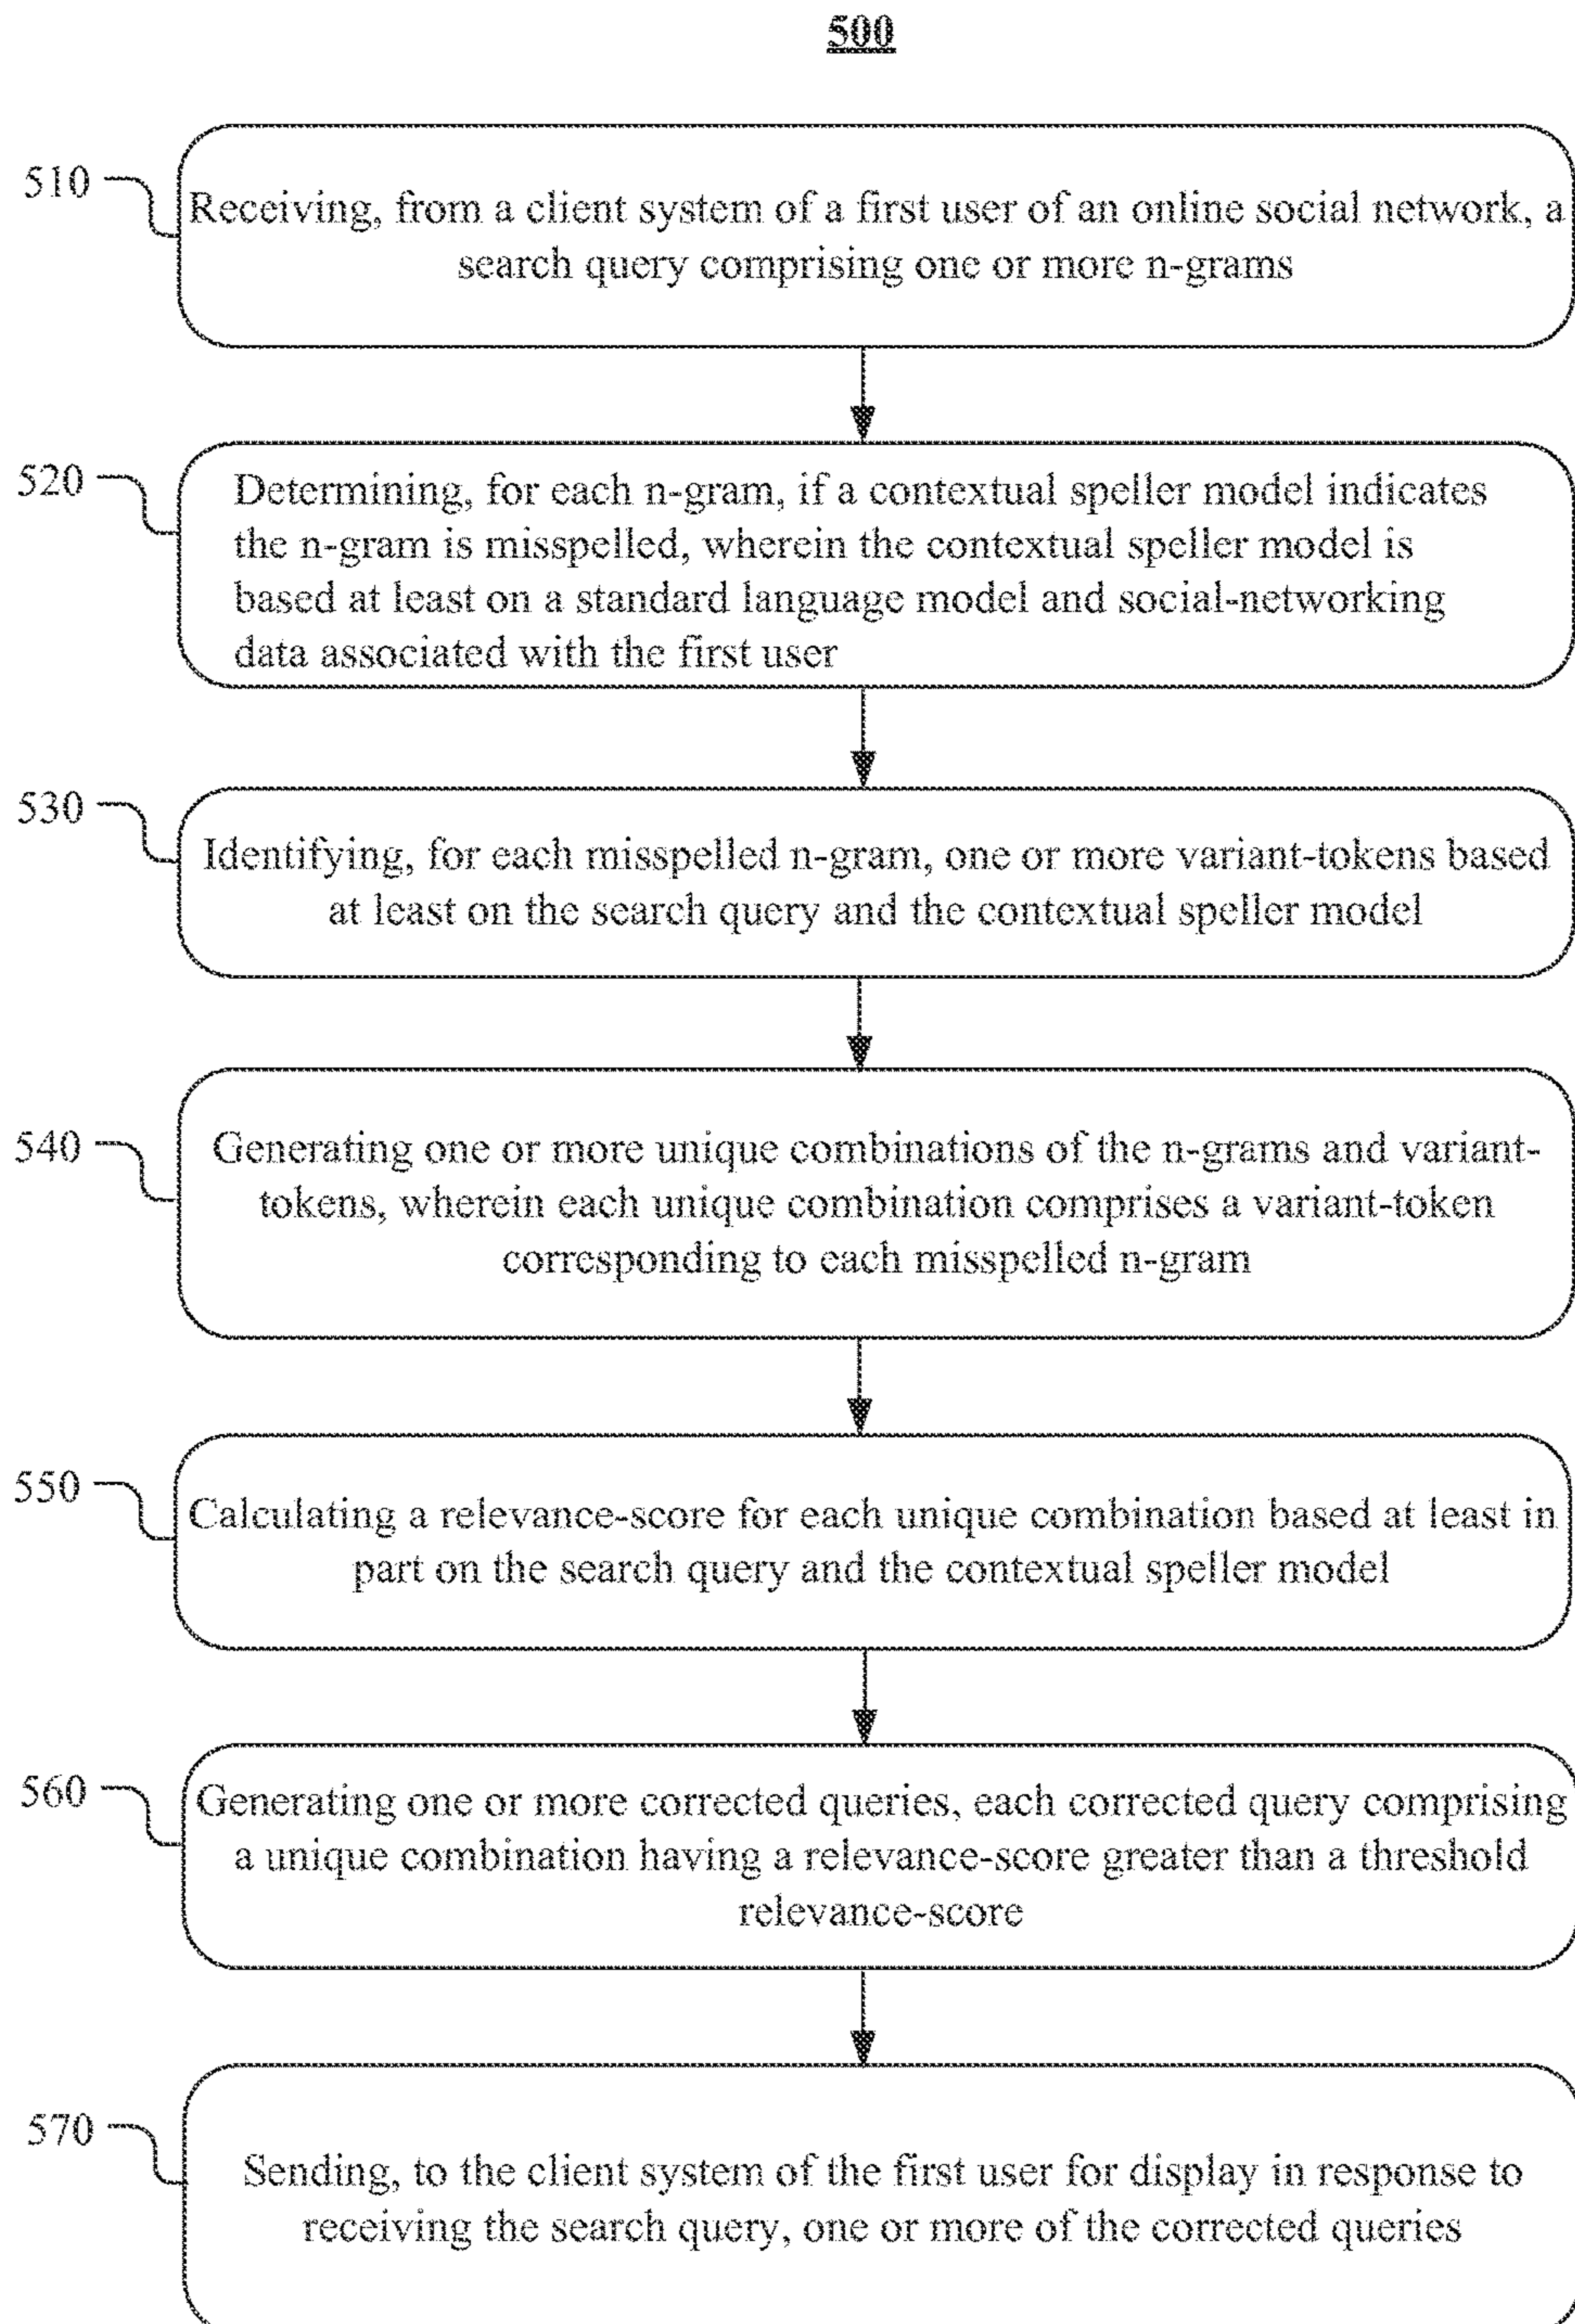 500
510
Receiving, from a client system of a first user of an online social network, a
search query comprising one or more n-grams
520
Determining, for each n-gram, if a contextual speller model indicates
the n-gram is misspelled, wherein the contextual speller model is
based at least on a standard language model and social-networking
data associated with the first user
530
Identifying, for each misspelled n-gram, one or more variant-tokens based
at least on the search query and the contextual speller model
540
Generating one or more unique combinations of the n-grams and variant-
tokens, wherein each unique combination comprises a variant-token
corresponding to each misspelled n-gram
550
Calculating a relevance-score for each unique combination based at least in
part on the search query and the contextual speller model
560
Generating one or more corrected queries, each corrected query comprising
a unique combination having a relevance-score greater than a threshold
relevance-score
570
Sending, to the client system of the first user for display in response to
receiving the search query, one or more of the corrected queries